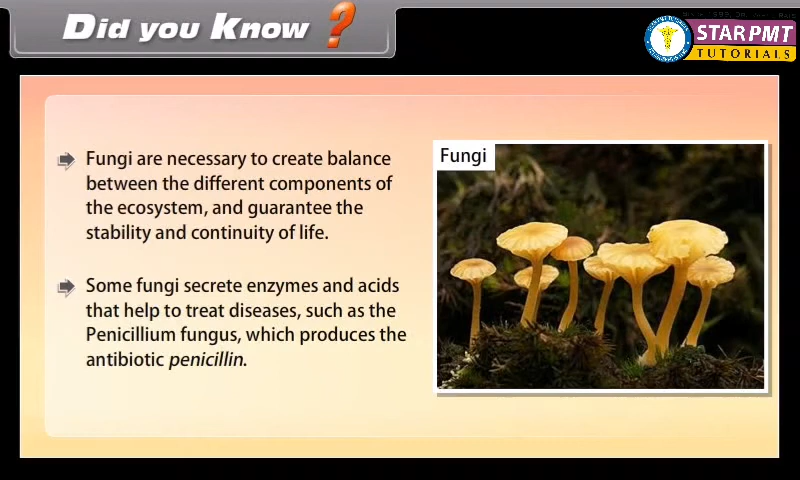 Did you Know ?
STAR PMT
TUTORIALS
Fungi
Fungi are necessary to create balance
between the different components of
the ecosystem, and guarantee the
stability and continuity of life.
Some fungi secrete enzymes and acids
that help to treat diseases, such as the
Penicillium fungus, which produces the
antibiotic penicillin.